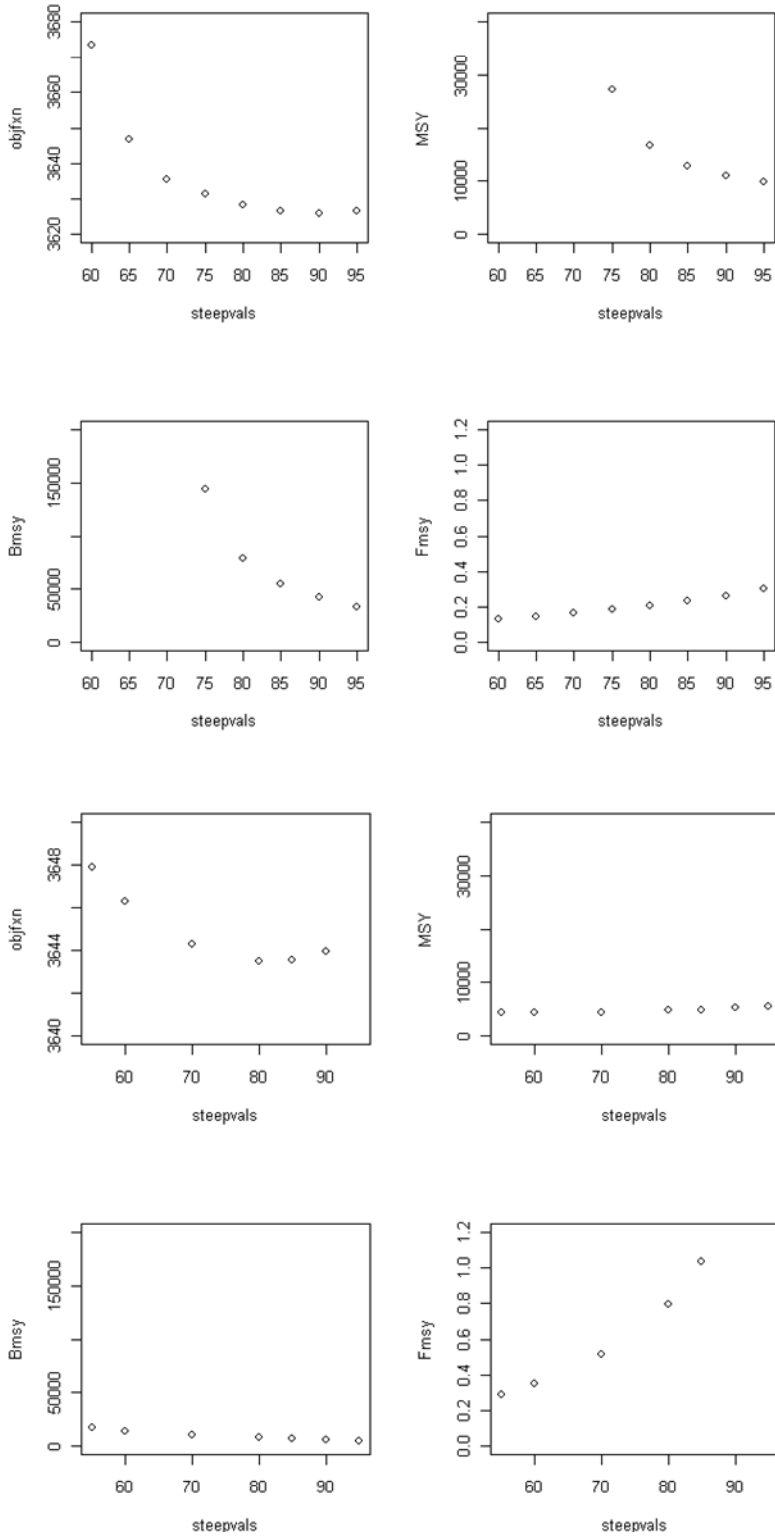 objfxn
3620 3640 3660 3680
60 65 70 75 80 85 90 95
steepvals
MSY
0 10000 30000
60 65 70 75 80 85 90 95
steepvals
Bmsy
0 50000 150000
60 65 70 75 80 85 90 95
steepvals
Fmsy
0.0 0.2 0.4 0.6 0.8 1.0 1.2
60 65 70 75 80 85 90 95
steepvals
objfxn
3640 3644 3648
60 70 80 90
steepvals
MSY
0 10000 30000
60 70 80 90
steepvals
Bmsy
0 50000 150000
60 70 80 90
steepvals
Fmsy
0.0 0.2 0.4 0.6 0.8 1.0 1.2
60 70 80 90
steepvals